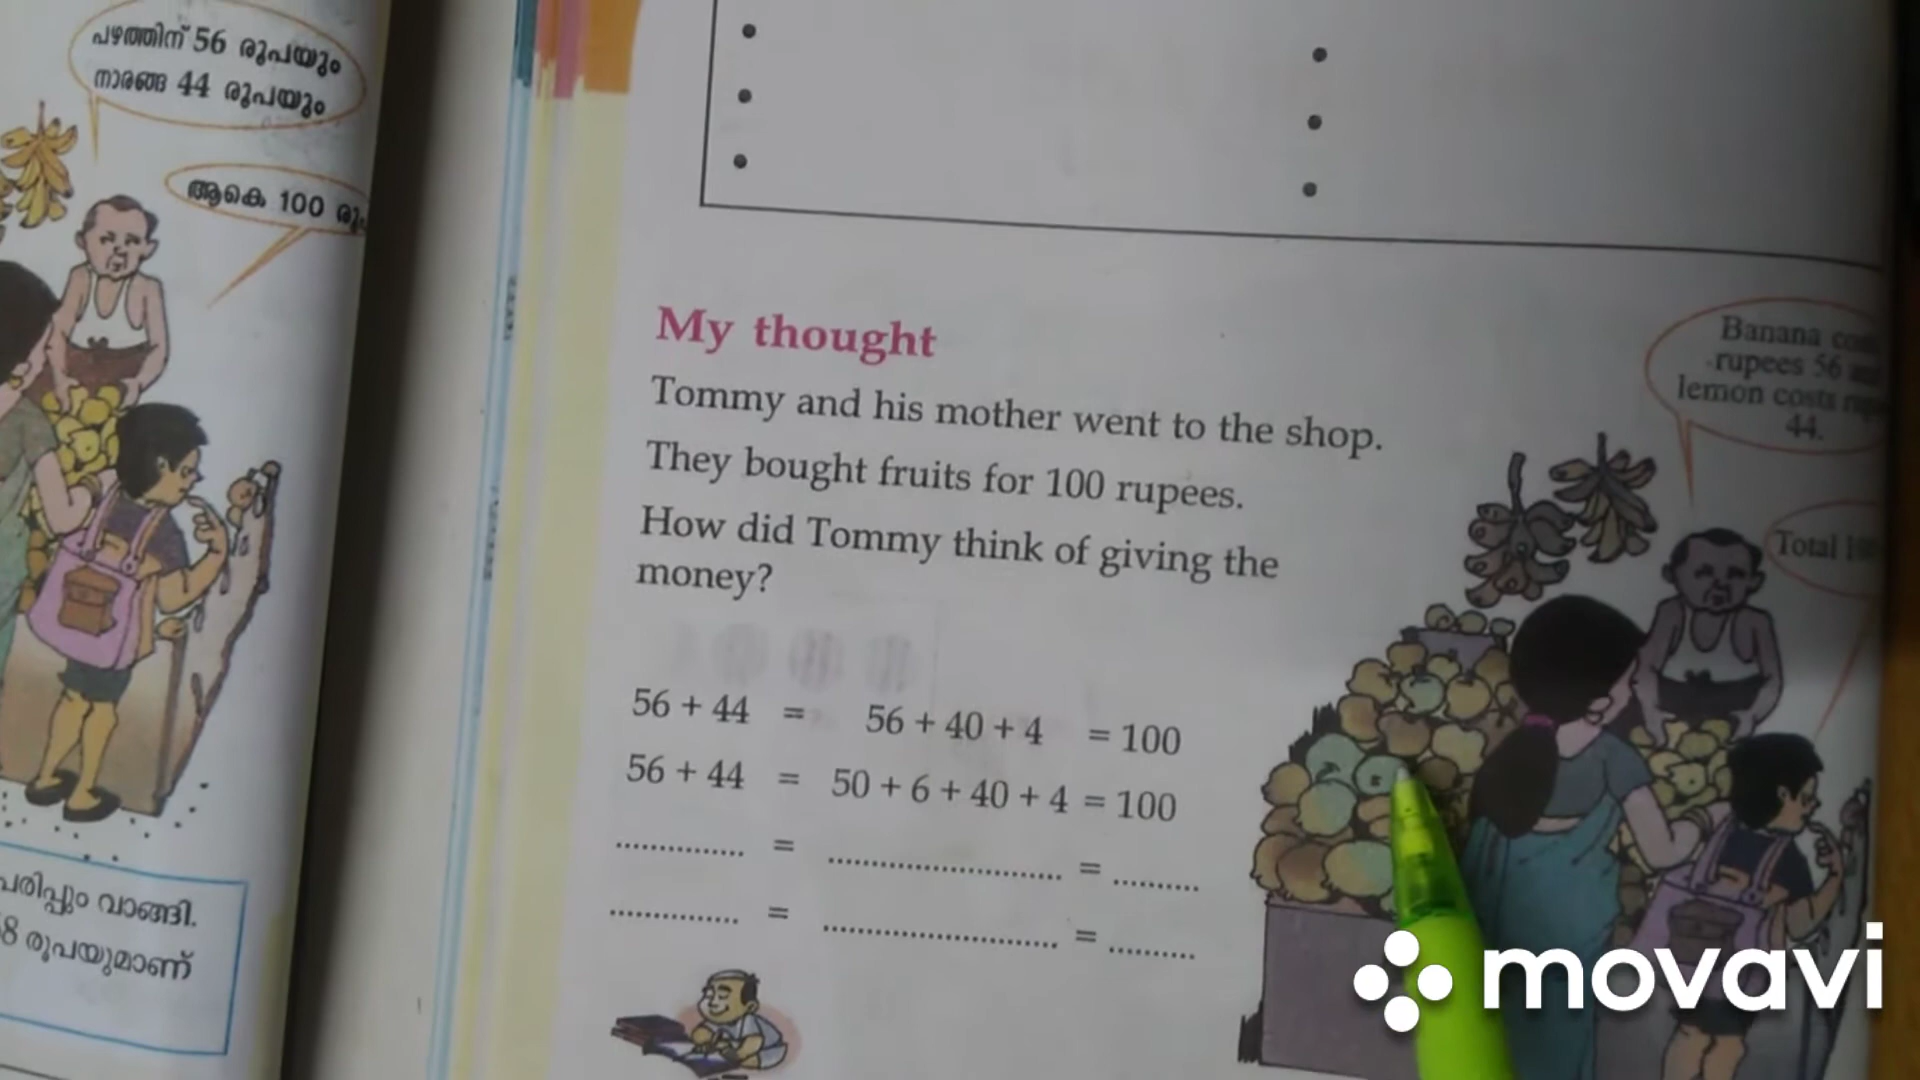 പഴത്തിന് 56 രൂപയും
നാരങ്ങ 44 രൂപയും
ആകെ 100
പരിപ്പും വാങ്ങി.
രൂപയുമാണ്
My thought
Tommy and his mother went to the shop.
They bought fruits for 100 rupees.
How did Tommy think of giving the
money?
56 + 44 = 56 + 40 + 4 = 100
56 + 44 = 50 + 6 + 40 + 4 = 100
.............. = .......................... = ..........
.............. = .......................... = ..........
Banana
rupees 56
lemon costs
44.
Total
movavi